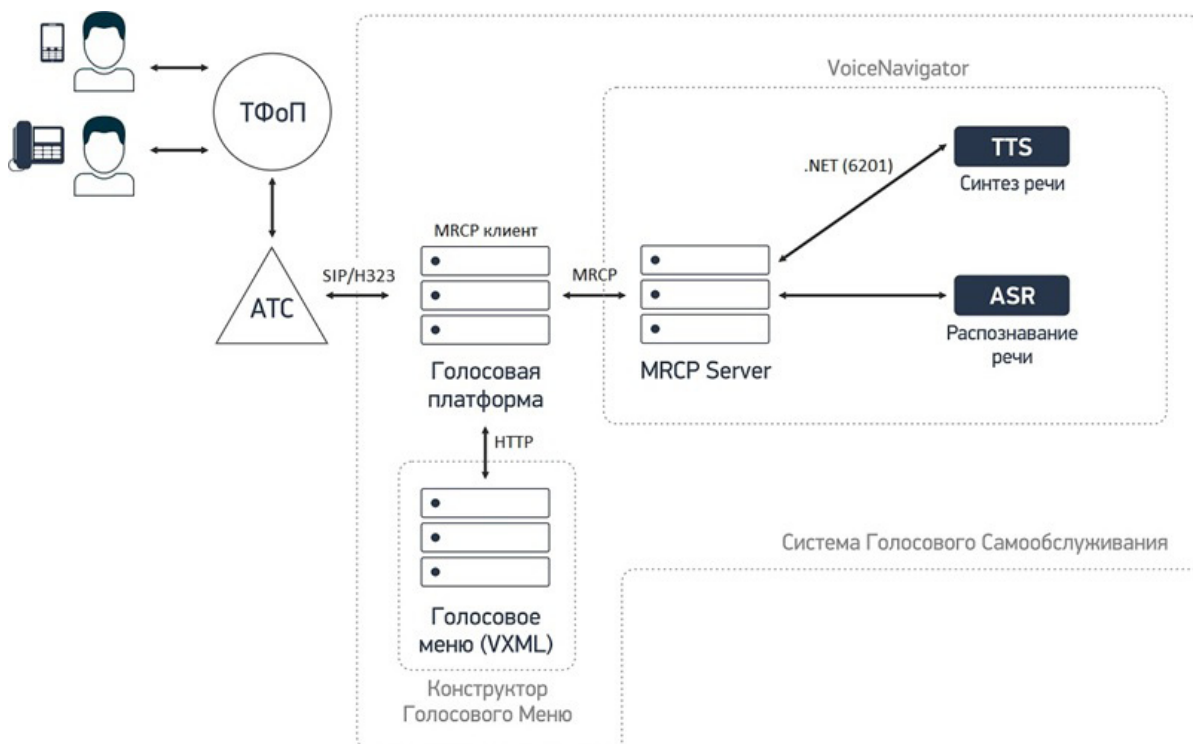 VoiceNavigator
ТФоП
TTS
.NET (6201)
Синтез речи
MRCP клиент
SIP/H323
MRCP
АТС
ASR
Распознавание
речи
Голосовая
платформа
MRCP Server
HTTP
Система Голосового Самообслуживания
Голосовое
меню (VXML)
Конструктор
Голосового Меню